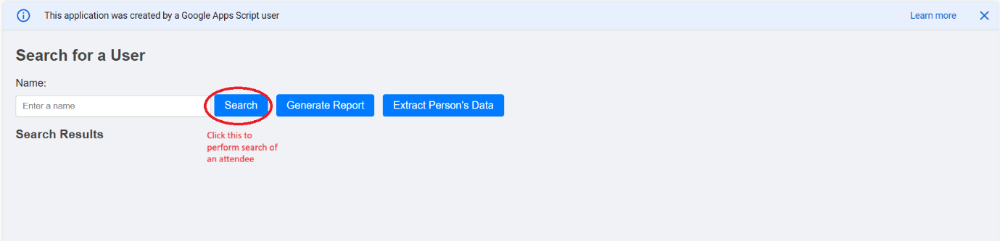 This application was created by a Google Apps Script user
Learn more
Search for a User
Name:
Enter a name
Search
Generate Report
Extract Person's Data
Search Results
Click this to
perform search of
an attendee